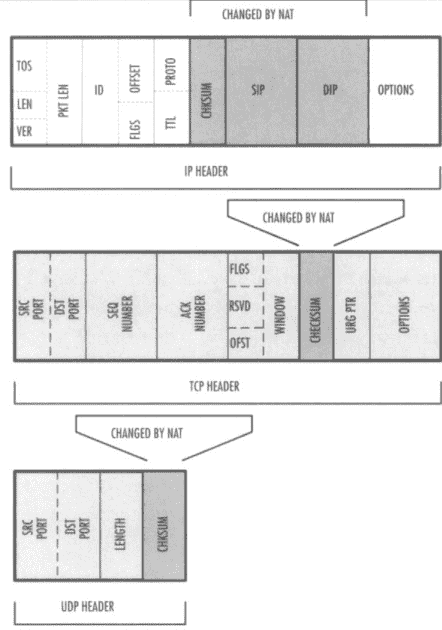 CHANGED BY NAT
TOS
LEN
VER
PKT LEN
ID
OFFSET
FLGS
PROTO
TTL
CHKSUM
SIP
DIP
OPTIONS
IP HEADER
CHANGED BY NAT
SRC
PORT
DST
PORT
SEQ
NUMBER
ACK
NUMBER
FLGS
RSVD
OFST
WINDOW
CHECKSUM
URG PTR
OPTIONS
TCP HEADER
CHANGED BY NAT
SRC
PORT
DST
PORT
LENGTH
CHKSUM
UDP HEADER